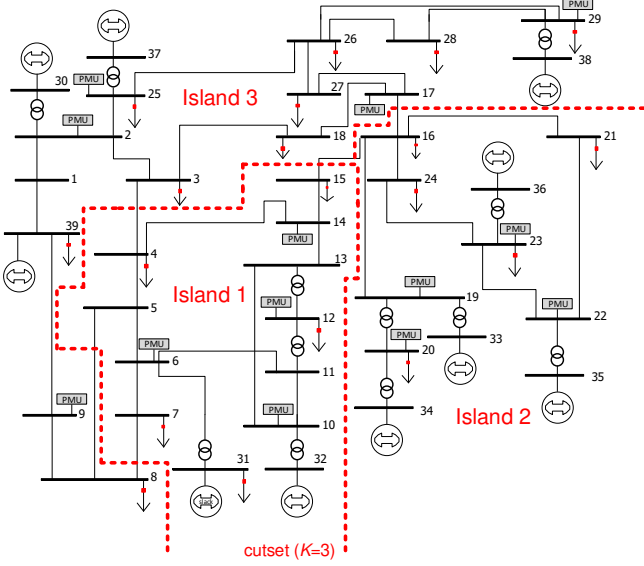 29
PMU
37
26
28
30
38
PMU
25
Island 3
27
17
PMU
PMU
2
18
16
21
15
1
3
24
36
39
14
PMU
PMU
23
4
13
Island 1
5
PMU
12
PMU
19
PMU
22
PMU
6
PMU
20
33
11
PMU
9
7
PMU
10
34
Island 2
35
8
31
32
slack
cutset (K=3)